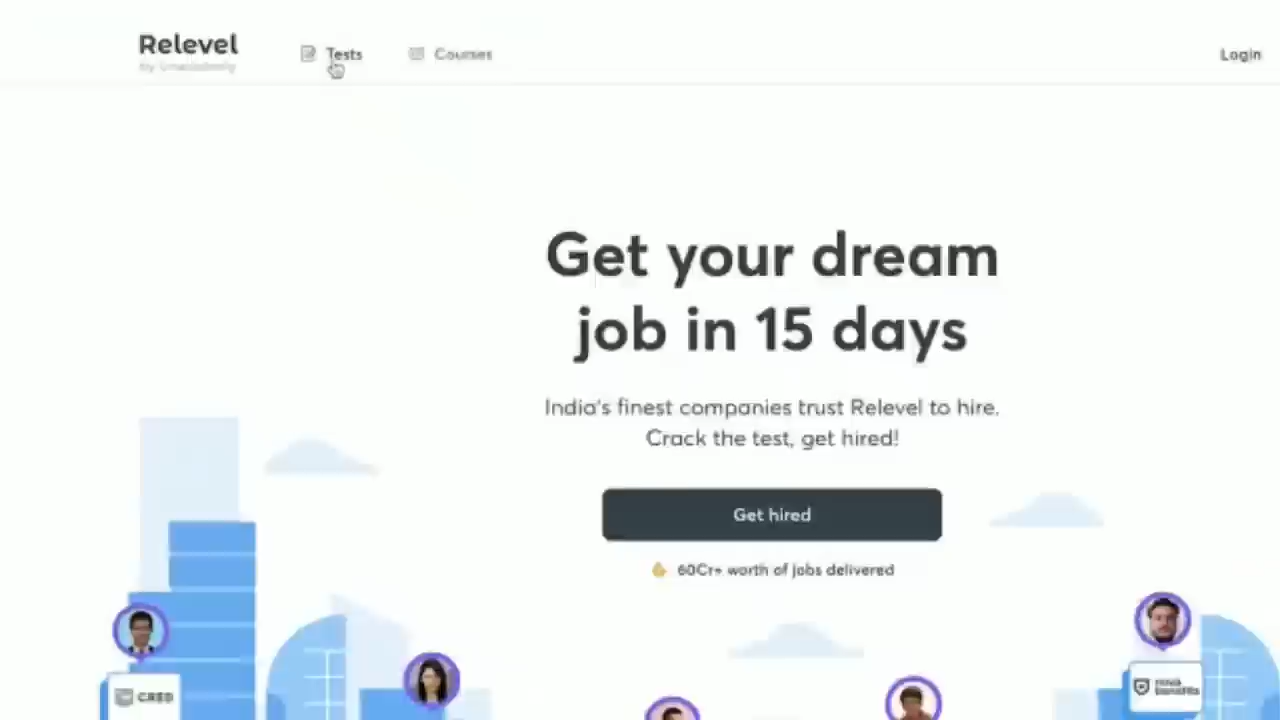 Relevel
Tests
Courses
Login
Get your dream
job in 15 days
India's finest companies trust Relevel to hire.
Crack the test, get hired!
Get hired
60Cr+ worth of jobs delivered
CRED
benefits